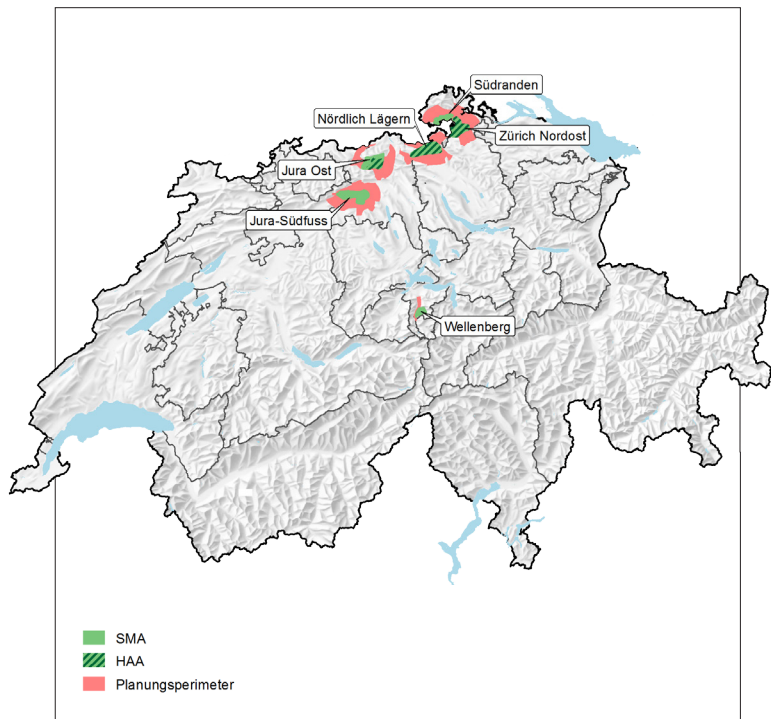 Südranden
Nördlich Lägern
Zürich Nordost
Jura Ost
Jura-Südfuss
Wellenberg
SMA
HAA
Planungsperimeter